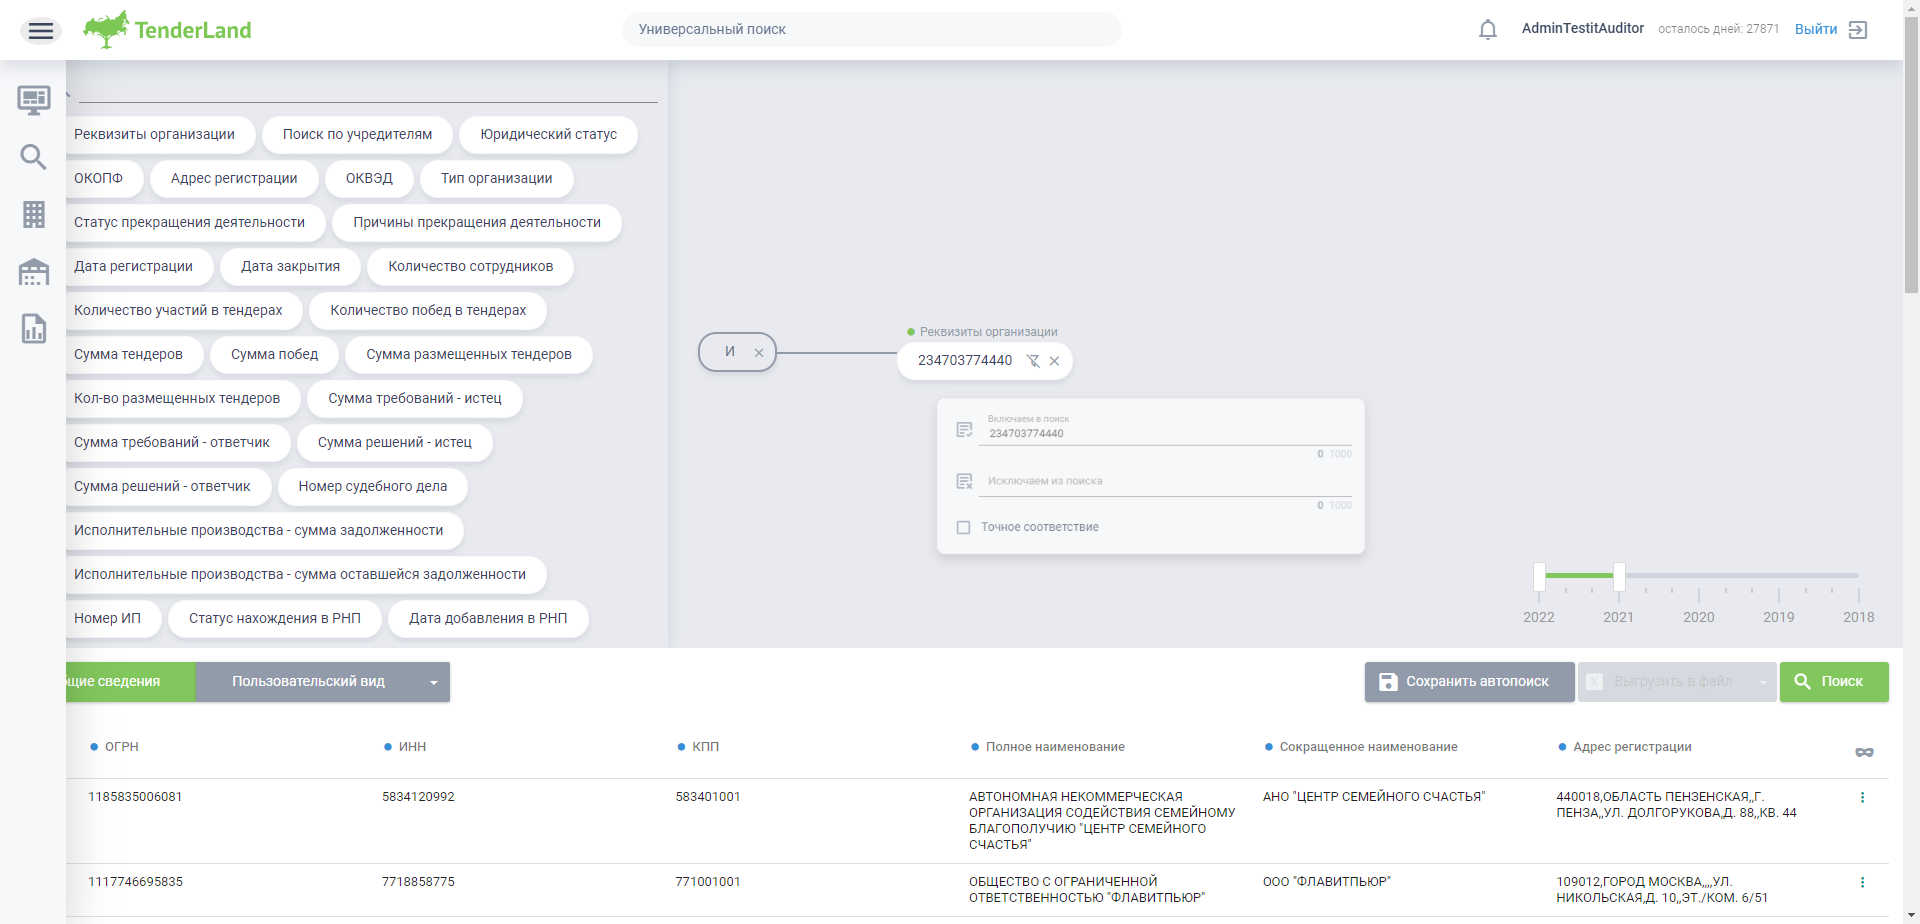 TenderLand
Универсальный поиск
AdminTestitAuditor
осталось дней: 27871
Выйти
Реквизиты организации
Поиск по учредителям
Юридический статус
ОКОПФ
Адрес регистрации
ОКВЭД
Тип организации
Статус прекращения деятельности
Причины прекращения деятельности
Дата регистрации
Дата закрытия
Количество сотрудников
Количество участий в тендерах
Количество побед в тендерах
Сумма тендеров
Сумма побед
Сумма размещенных тендеров
Кол-во размещенных тендеров
Сумма требований - истец
Сумма требований - ответчик
Сумма решений - истец
Сумма решений - ответчик
Номер судебного дела
Исполнительные производства - сумма задолженности
Исполнительные производства - сумма оставшейся задолженности
Номер ИП
Статус нахождения в РНП
Дата добавления в РНП
И
Реквизиты организации
234703774440
Включаем в поиск
234703774440
0 1000
Исключаем из поиска
0 1000
Точное соответствие
2022
2021
2020
2019
2018
бщие сведения
Пользовательский вид
Сохранить автопоиск
Выгрузить в файл
Поиск
ОГРН
ИНН
КПП
Полное наименование
Сокращенное наименование
Адрес регистрации
1185835006081
5834120992
583401001
АВТОНОМНАЯ НЕКОММЕРЧЕСКАЯ
ОРГАНИЗАЦИЯ СОДЕЙСТВИЯ СЕМЕЙНОМУ
БЛАГОПОЛУЧИЮ "ЦЕНТР СЕМЕЙНОГО
СЧАСТЬЯ"
АНО "ЦЕНТР СЕМЕЙНОГО СЧАСТЬЯ"
440018,ОБЛАСТЬ ПЕНЗЕНСКАЯ,,Г.
ПЕНЗА,,УЛ. ДОЛГОРУКОВА,Д. 88,,КВ. 44
1117746695835
7718858775
771001001
ОБЩЕСТВО С ОГРАНИЧЕННОЙ
ОТВЕТСТВЕННОСТЬЮ "ФЛАВИТПЬЮР"
ООО "ФЛАВИТПЬЮР"
109012,ГОРОД МОСКВА,,,,УЛ.
НИКОЛЬСКАЯ,Д. 10,,ЭТ./КОМ. 6/51